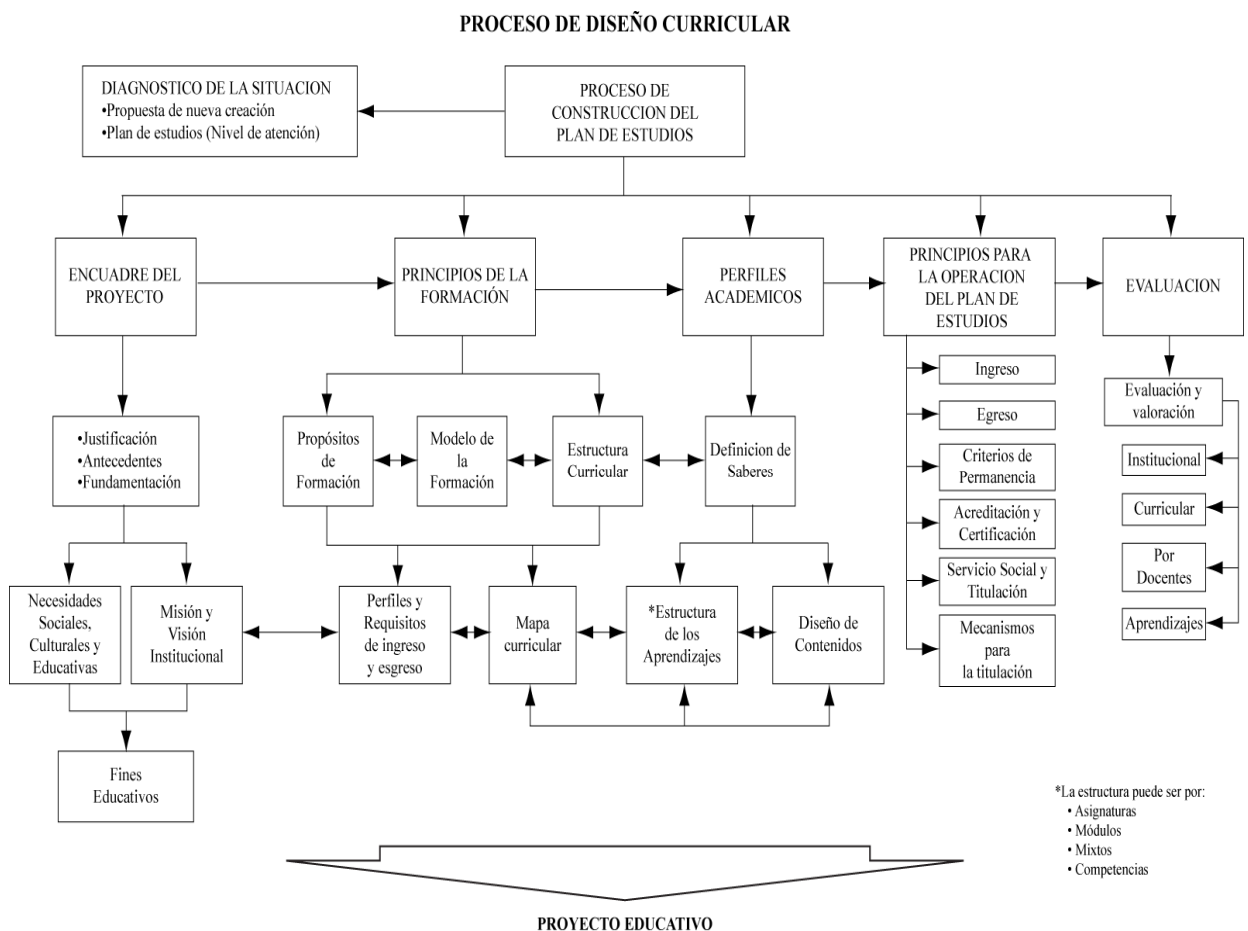 PROCESO DE DISEÑO CURRICULAR
DIAGNOSTICO DE LA SITUACION
•Propuesta de nueva creación
•Plan de estudios (Nivel de atención)
PROCESO DE
CONSTRUCCION DEL
PLAN DE ESTUDIOS
ENCUADRE DEL
PROYECTO
PRINCIPIOS DE LA
FORMACIÓN
PERFILES
ACADEMICOS
PRINCIPIOS PARA
LA OPERACION
DEL PLAN DE
ESTUDIOS
EVALUACION
•Justificación
•Antecedentes
•Fundamentación
Propósitos
de
Formación
Modelo de
la
Formación
Estructura
Curricular
Definicion de
Saberes
Ingreso
Egreso
Criterios de
Permanencia
Acreditación y
Certificación
Servicio Social y
Titulación
Mecanismos
para
la titulación
Evaluación y
valoración
Institucional
Curricular
Por
Docentes
Aprendizajes
Necesidades
Sociales,
Culturales y
Educativas
Misión y
Visión
Institucional
Perfiles y
Requisitos
de ingreso
y esgreso
Mapa
curricular
*Estructura
de los
Aprendizajes
Diseño de
Contenidos
Fines
Educativos
*La estructura puede ser por:
• Asignaturas
• Módulos
• Mixtos
• Competencias
PROYECTO EDUCATIVO